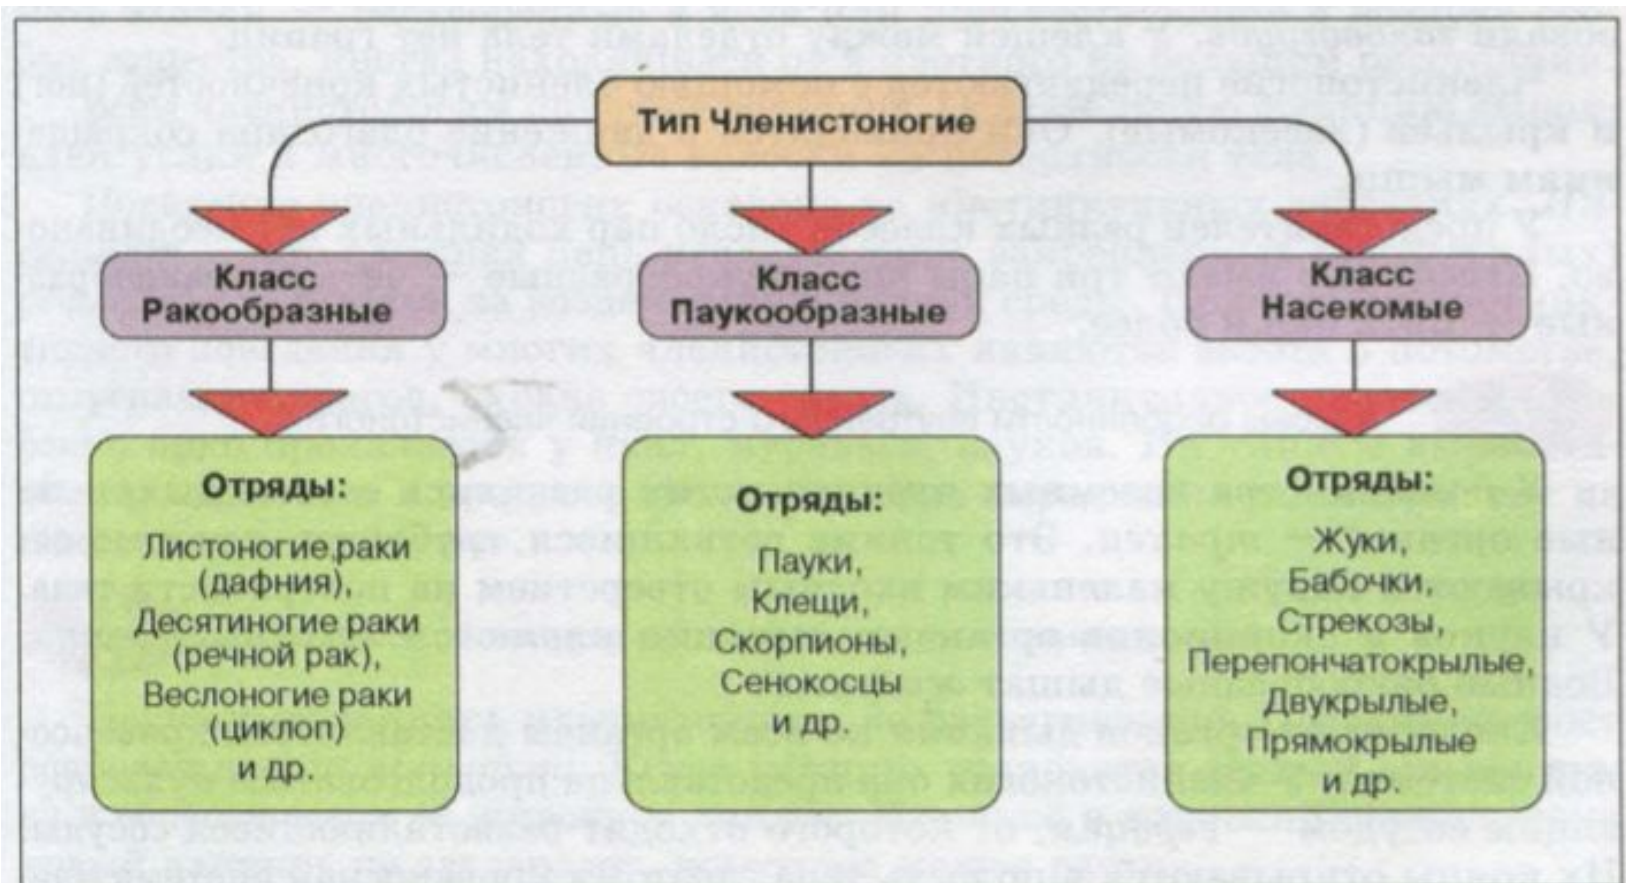 Тип Членистоногие
Класс
Ракообразные
Класс
Паукообразные
Класс
Насекомые
Отряды:
Листоногие раки
(дафния),
Десятиногие раки
(речной рак),
Веслоногие раки
(циклоп)
и др.
Отряды:
Пауки,
Клещи,
Скорпионы,
Сенокосцы
и др.
Отряды:
Жуки,
Бабочки,
Стрекозы,
Перепончатокрылые,
Двукрылые,
Прямокрылые
и др.